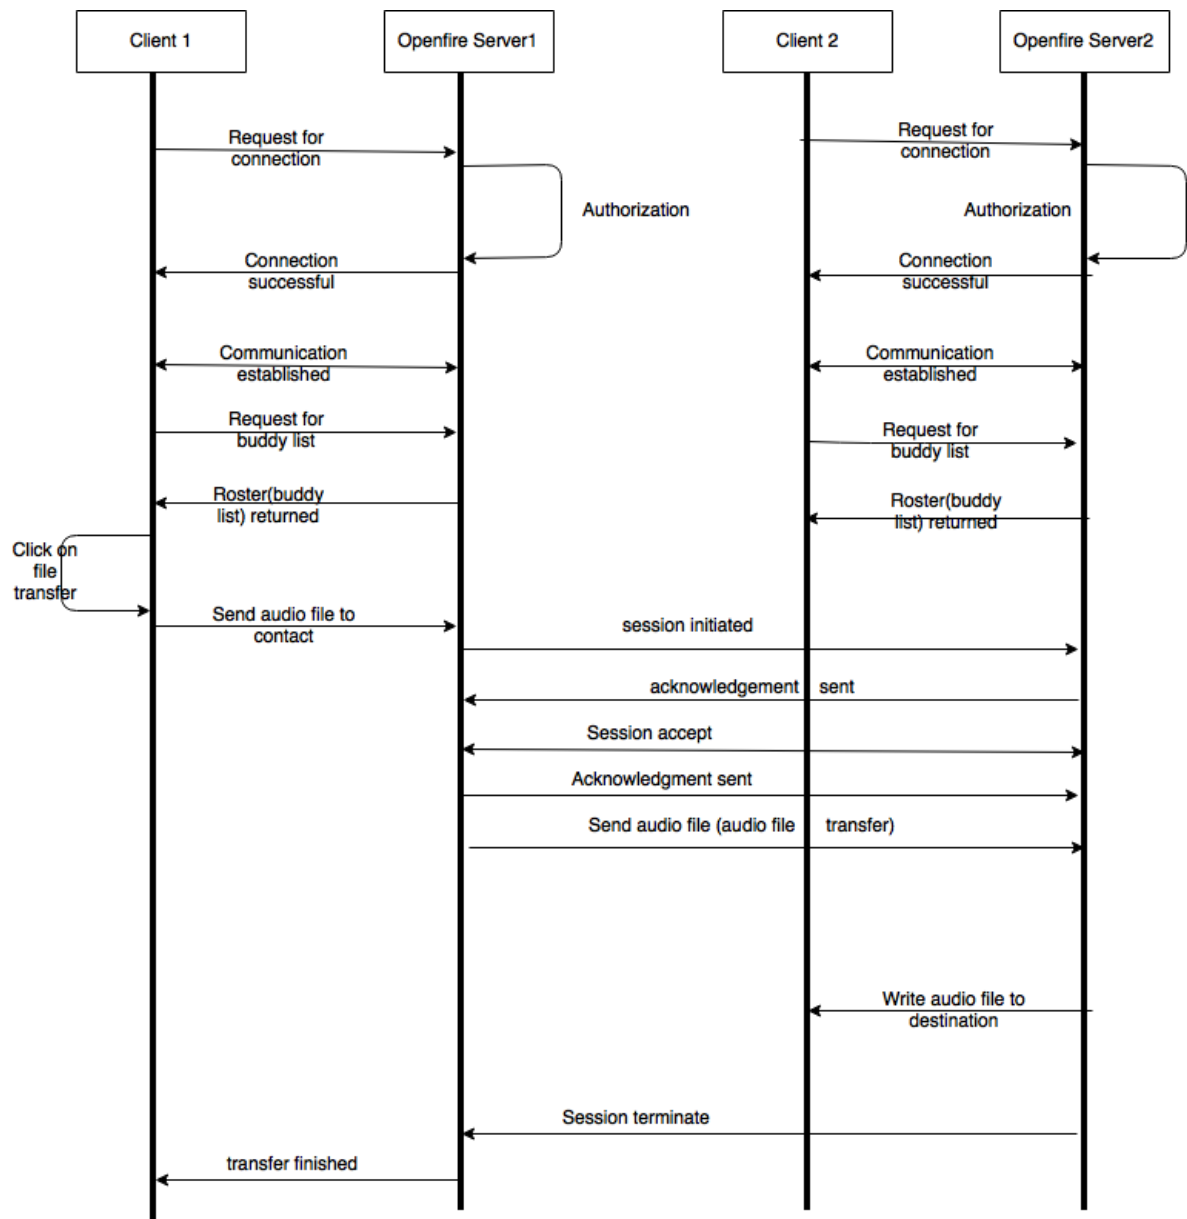 Client 1
Openfire Server1
Client 2
Openfire Server2
Request for
connection
Request for
connection
Authorization
Authorization
Connection
successful
Connection
successful
Communication
established
Communication
established
Request for
buddy list
Request for
buddy list
Roster(buddy
list) returned
Roster(buddy
list) returned
Click on
file
transfer
Send audio file to
contact
session initiated
acknowledgement sent
Session accept
Acknowledgment sent
Send audio file (audio file transfer)
Write audio file to
destination
Session terminate
transfer finished